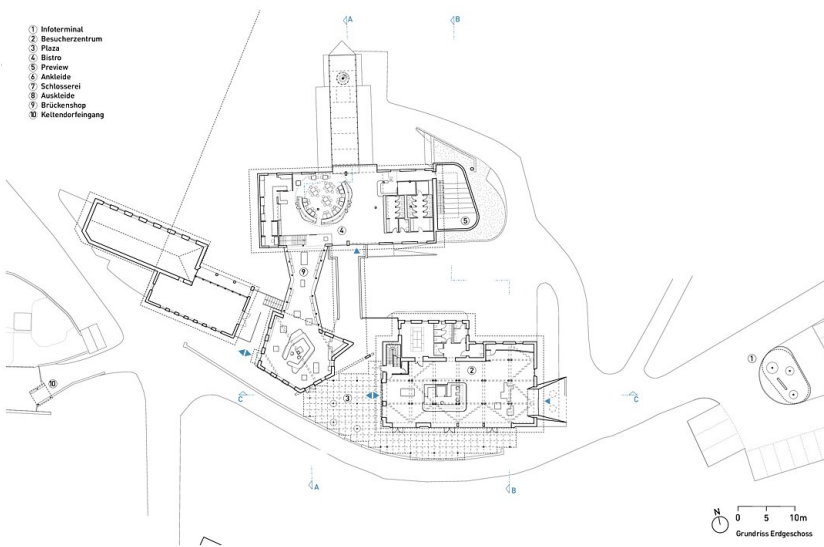 ① Infoterminal
② Besucherzentrum
③ Plaza
④ Bistro
⑤ Preview
⑥ Ankleide
⑦ Schlosserei
⑧ Auskleide
⑨ Brückenshop
⑩ Keltendorfeingang
A
B
4
5
9
1
2
10
3
C
C
A
B
N
0 5 10m
Grundriss Erdgeschoss